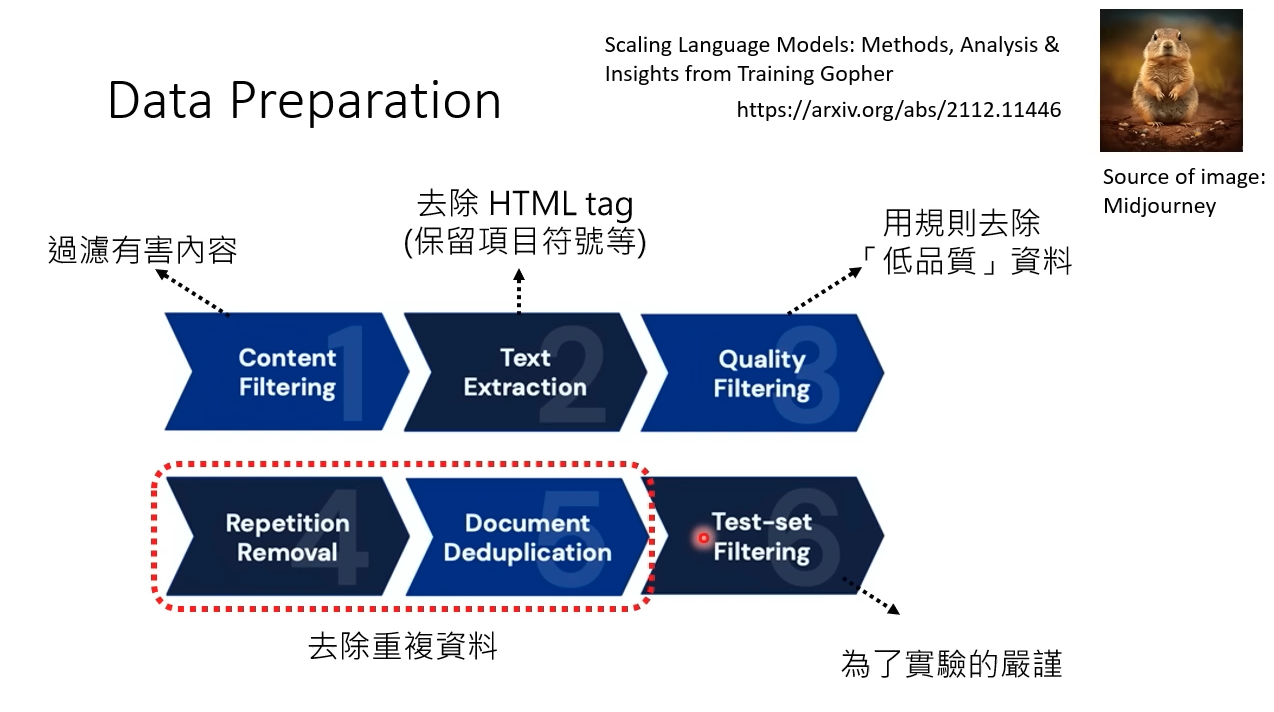 Data Preparation
Scaling Language Models: Methods, Analysis &
Insights from Training Gopher
https://arxiv.org/abs/2112.11446
Source of image:
Midjourney
過濾有害內容
去除 HTML tag
(保留項目符號等)
用規則去除
「低品質」資料
1
Content
Filtering
2
Text
Extraction
3
Quality
Filtering
4
Repetition
Removal
5
Document
Deduplication
6
Test-set
Filtering
去除重複資料
為了實驗的嚴謹